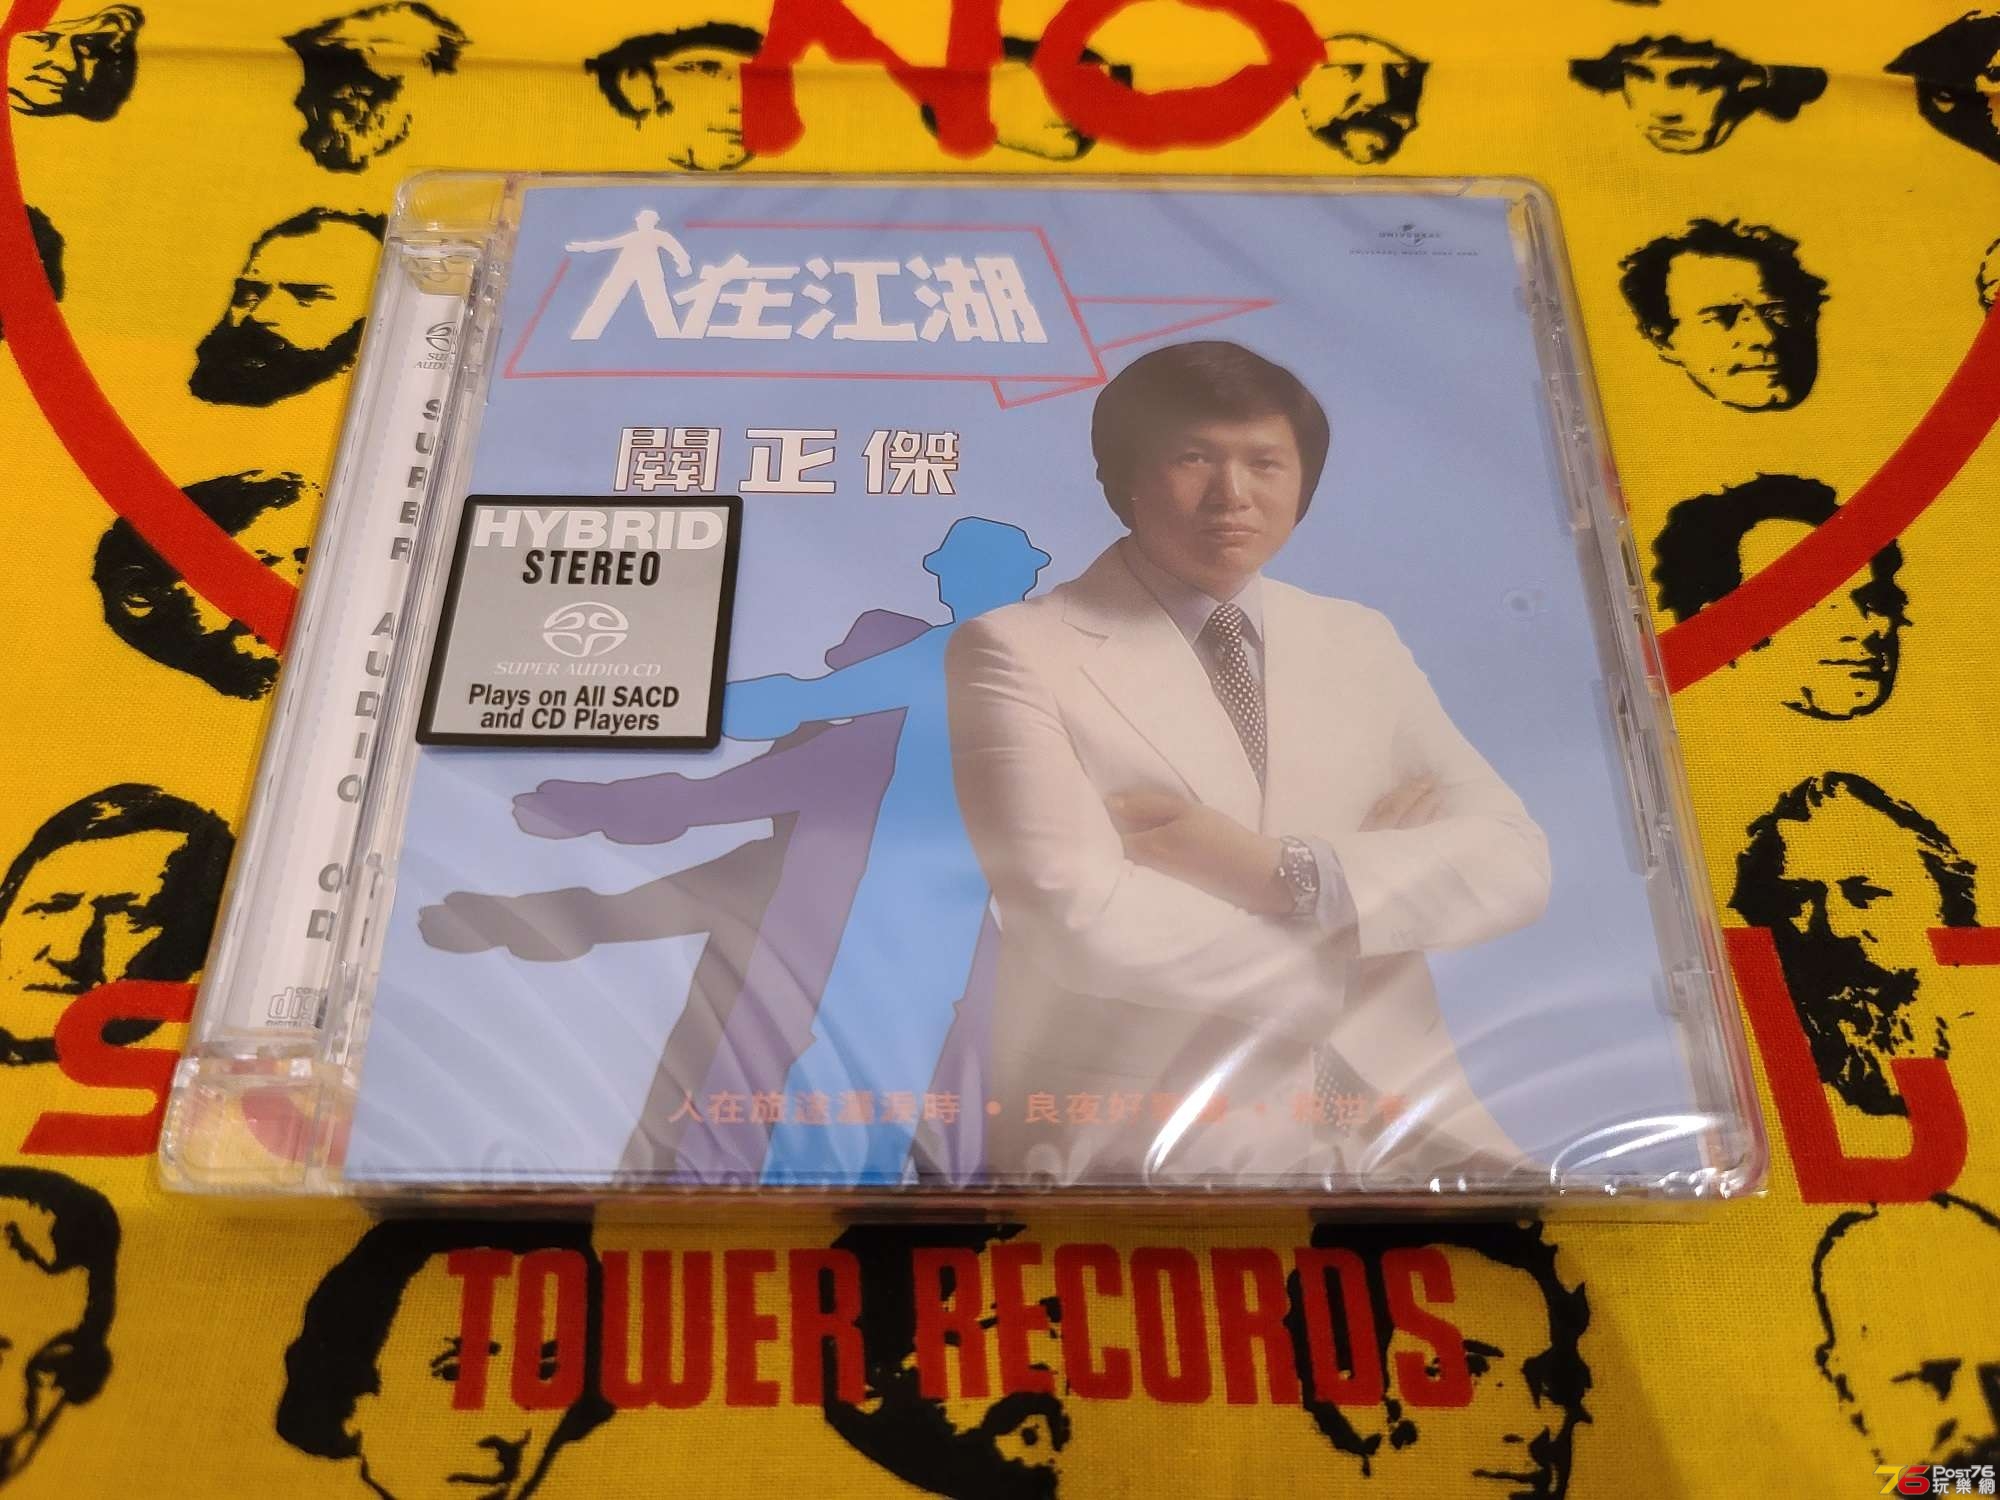 NO
人在江湖
關正傑
HYBRID
STEREO
SUPER AUDIO CD
Plays on All SACD
and CD Players
SUPER AUDIO CD
人在旅途灑淚時 • 良夜好
TOWER RECORDS
76 Post76
玩樂網